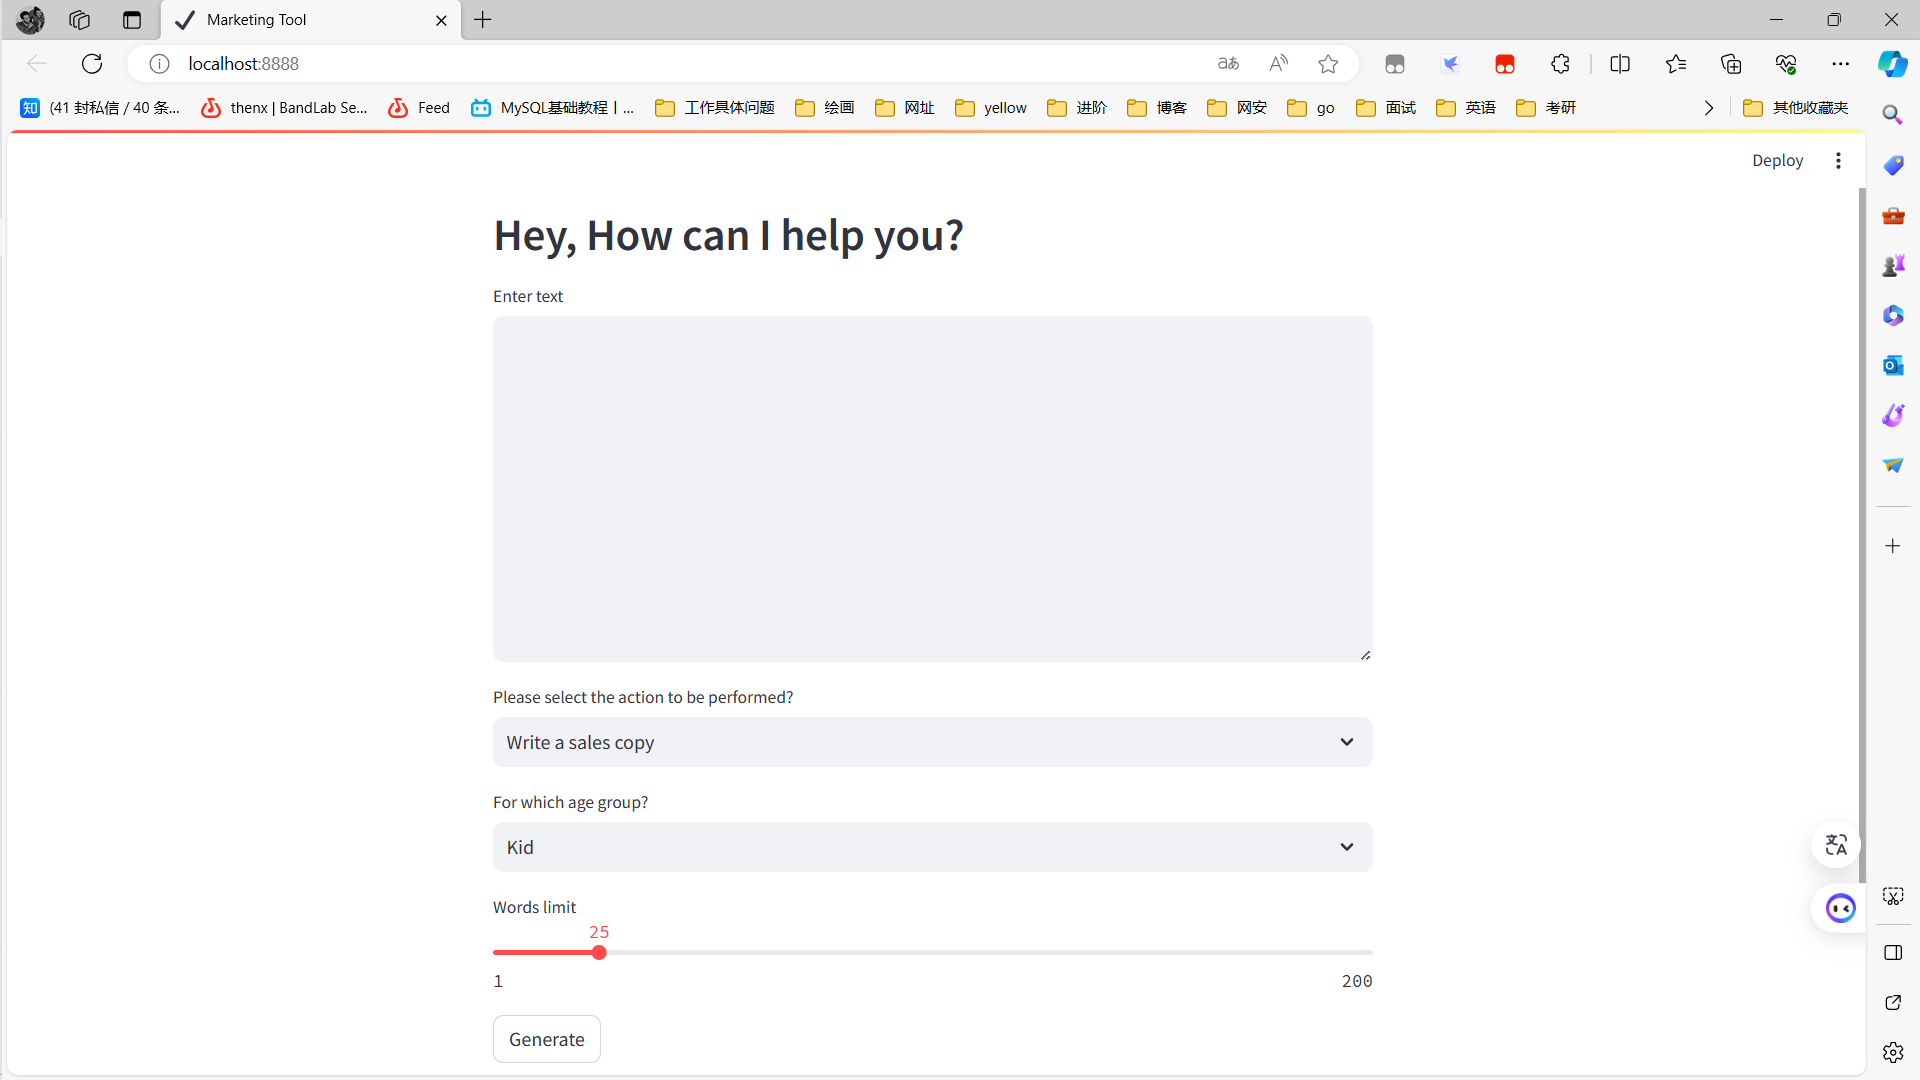 Marketing Tool
localhost:8888
aあ
A
知 (41 封私信 / 40 条... thenx | BandLab Se... Feed MySQL基础教程丨... 工作具体问题 绘画 网址 yellow 进阶 博客 网安 go 面试 英语 考研 其他收藏夹
Deploy
Hey, How can I help you?
Enter text
Please select the action to be performed?
Write a sales copy
For which age group?
Kid
Words limit
25
1 200
Generate